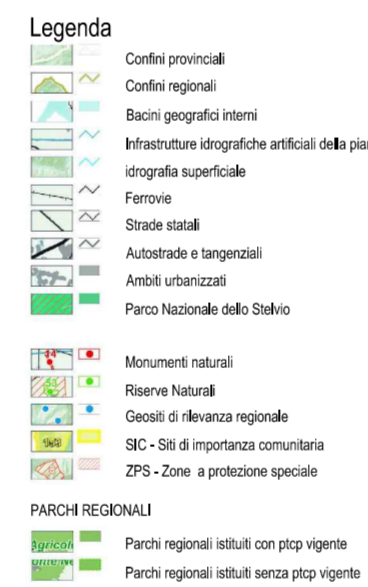 Legenda
Confini provinciali
Confini regionali
Bacini geografici interni
Infrastrutture idrografiche artificiali della pian
idrografia superficiale
Ferrovie
Strade statali
Autostrade e tangenziali
Ambiti urbanizzati
Parco Nazionale dello Stelvio
Monumenti naturali
Riserve Naturali
Geositi di rilevanza regionale
SIC - Siti di importanza comunitaria
ZPS - Zone a protezione speciale
PARCHI REGIONALI
Agricol
Parchi regionali istituiti con ptcp vigente
Parchi regionali istituiti senza ptcp vigente